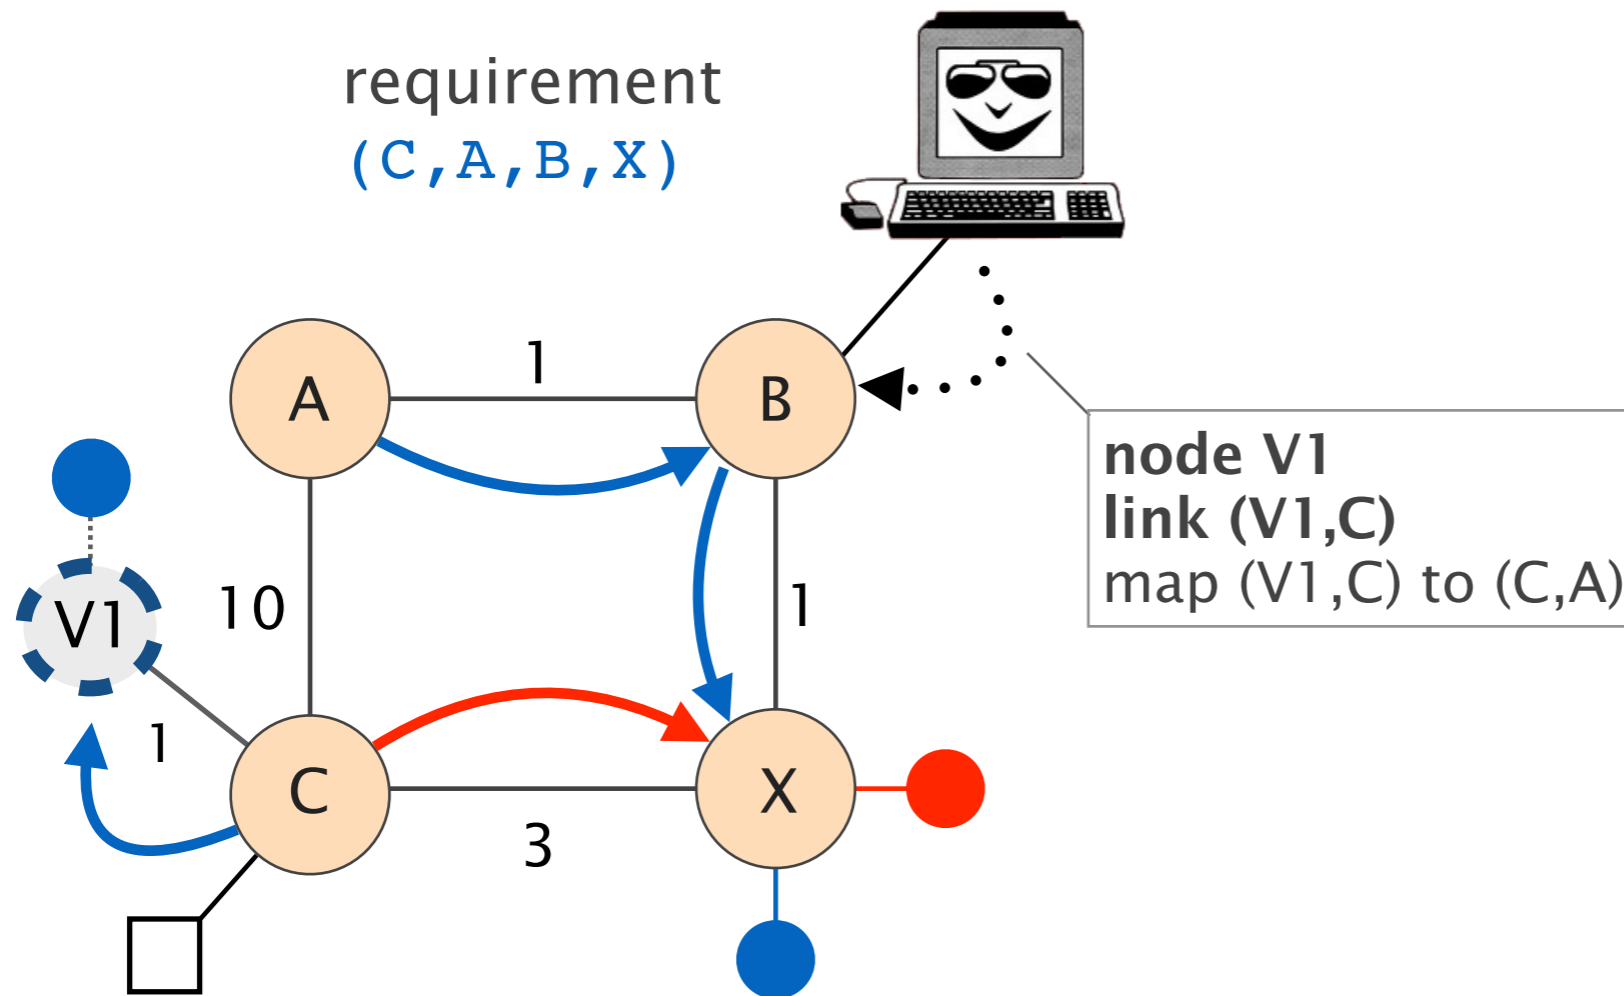 requirement
(C,A,B,X)
1
A
B
node V1
link (V1,C)
map (V1,C) to (C,A)
V1
10
1
1
C
X
3